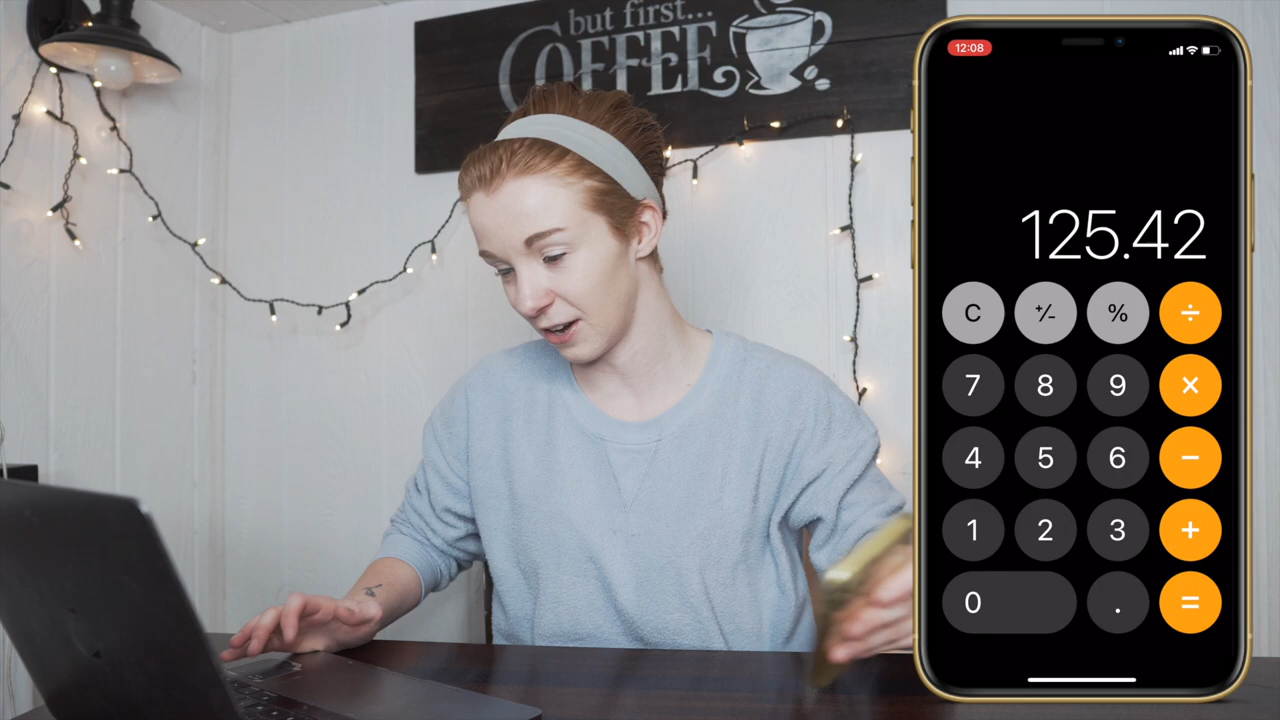 but first...
COFFEE
12:08
125.42
C +/- % ÷
7 8 9 ×
4 5 6 −
1 2 3 +
0 . =